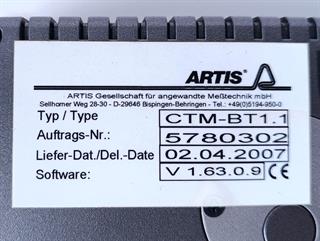 ARTIS
ARTIS Gesellschaft für angewandte Meßtechnik mbH
Sellhorner Weg 28-30 - D-29646 Bispingen-Behringen - Tel.: +49(0)5194-950-0
Typ / Type CTM-BT1.1
Auftrags-Nr.: 5780302
Liefer-Dat./Del.-Date 02.04.2007
Software: V 1.63.0.9 CE